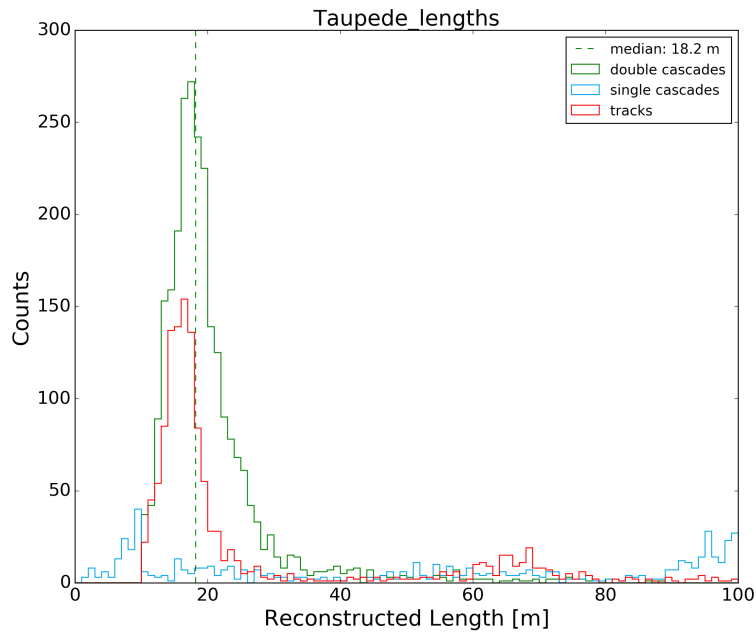 Taupede_lengths
median: 18.2 m
double cascades
single cascades
tracks
300
250
200
150
100
50
0
Counts
0 20 40 60 80 100
Reconstructed Length [m]